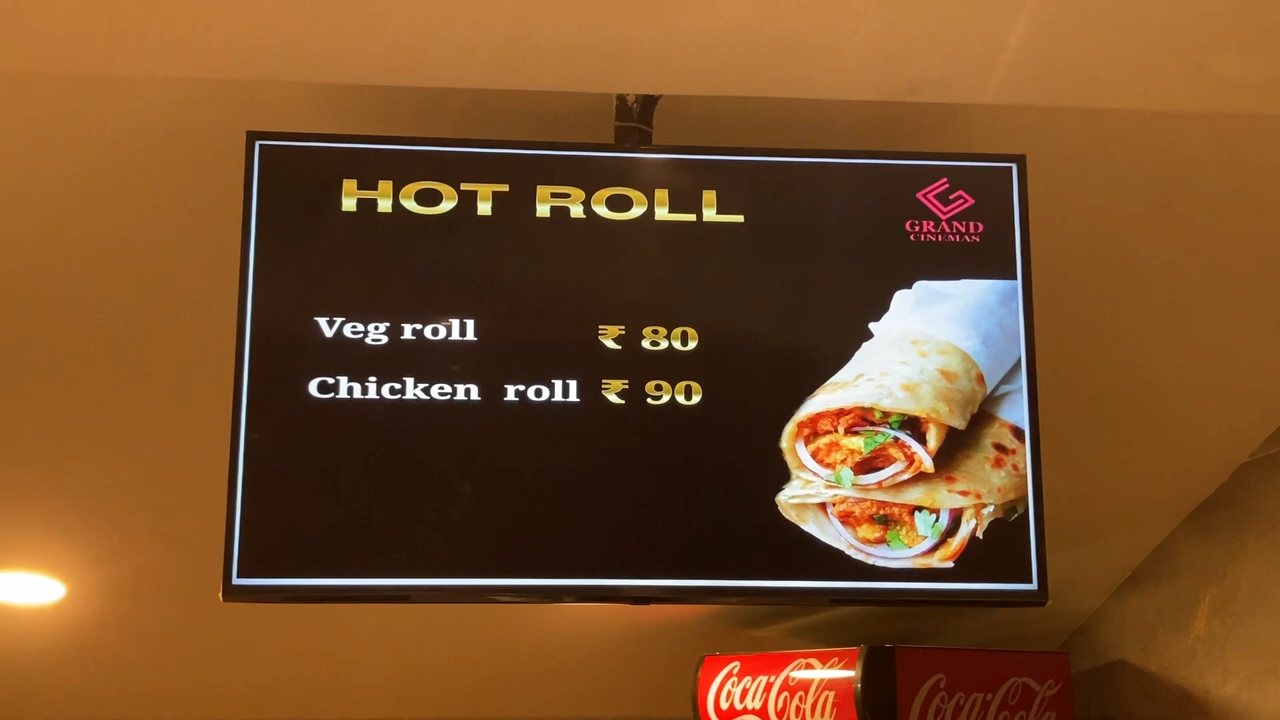 HOT ROLL
GRAND
CINEMAS
Veg roll ₹ 80
Chicken roll ₹ 90
Coca-Cola
Coca-Cola